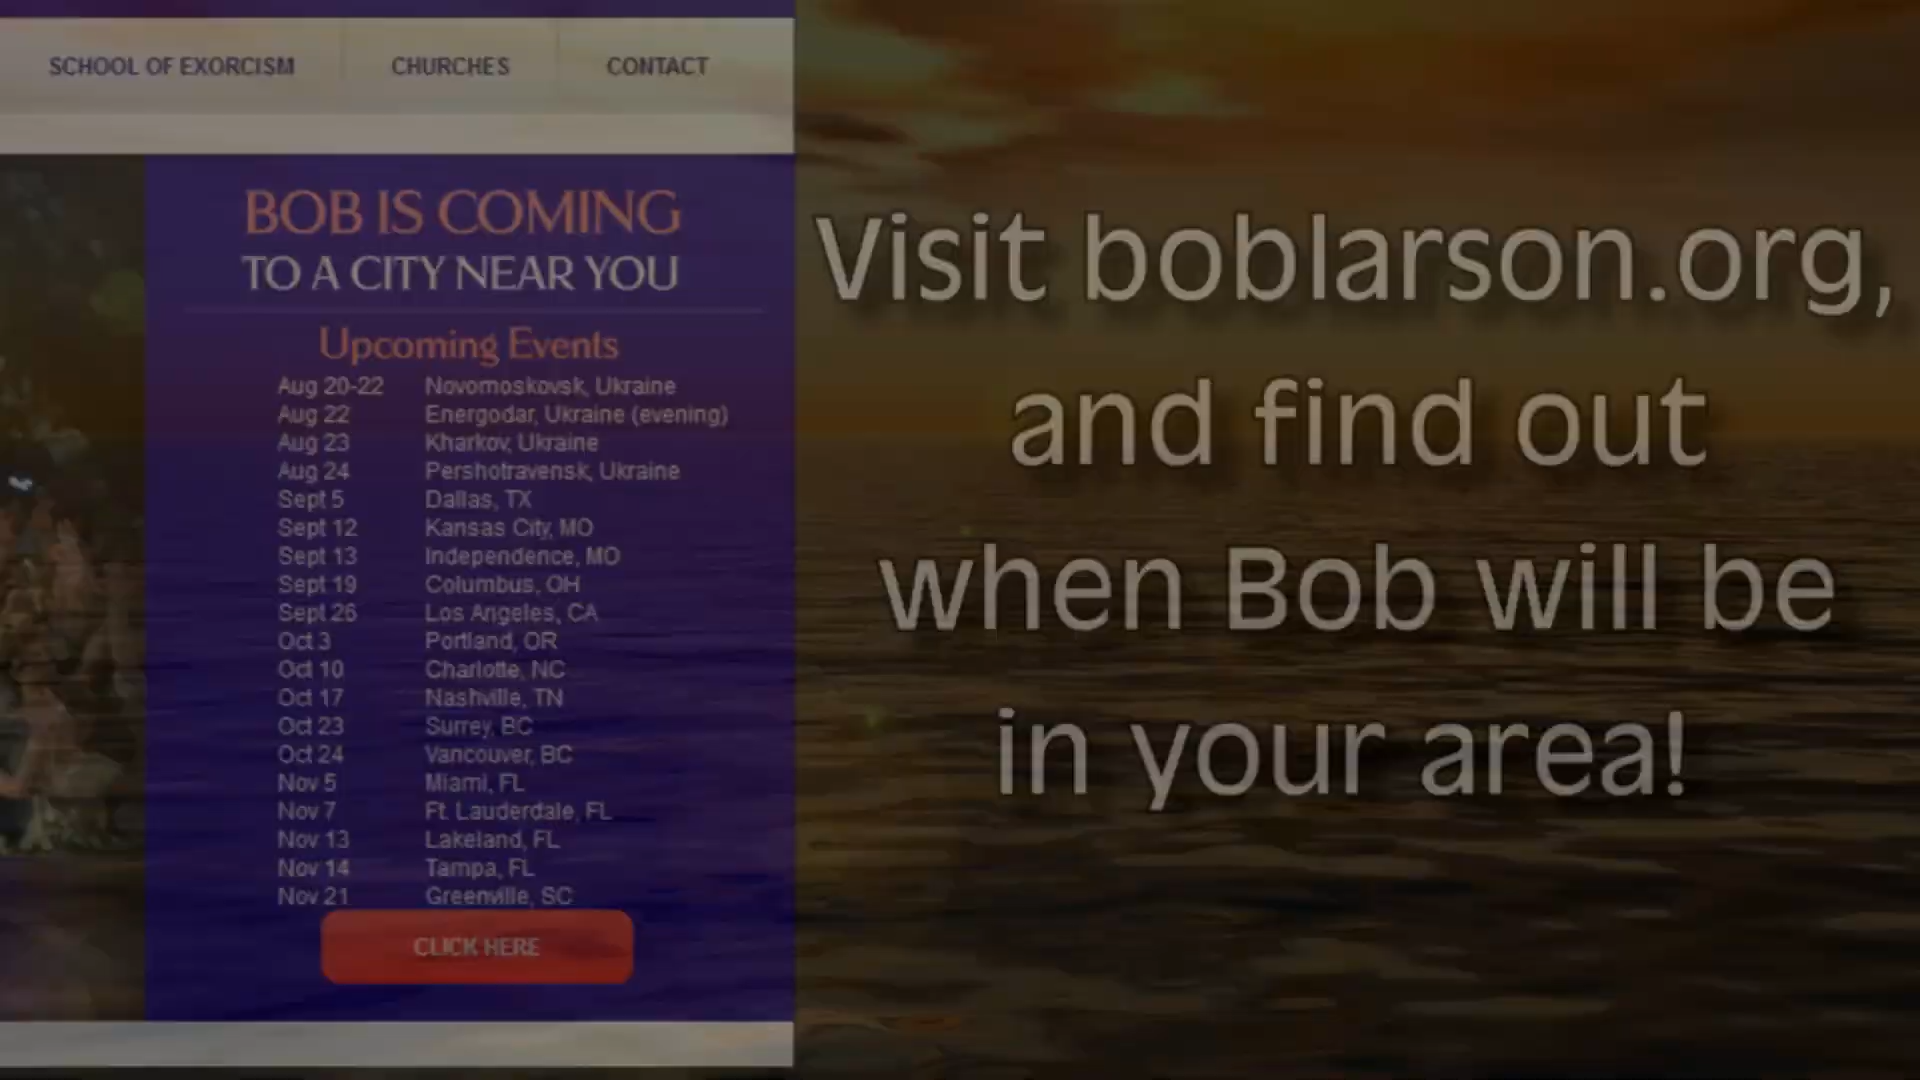 SCHOOL OF EXORCISM CHURCHES CONTACT
BOB IS COMING
TO A CITY NEAR YOU
Upcoming Events
Aug 20-22 Novomoskovsk, Ukraine
Aug 22 Energodar, Ukraine (evening)
Aug 23 Kharkov, Ukraine
Aug 24 Pershotravensk, Ukraine
Sept 5 Dallas, TX
Sept 12 Kansas City, MO
Sept 13 Independence, MO
Sept 19 Columbus, OH
Sept 26 Los Angeles, CA
Oct 3 Portland, OR
Oct 10 Charlotte, NC
Oct 17 Nashville, TN
Oct 23 Surrey, BC
Oct 24 Vancouver, BC
Nov 5 Miami, FL
Nov 7 Ft. Lauderdale, FL
Nov 13 Lakeland, FL
Nov 14 Tampa, FL
Nov 21 Greenville, SC
CLICK HERE
Visit boblarson.org,
and find out
when Bob will be
in your area!